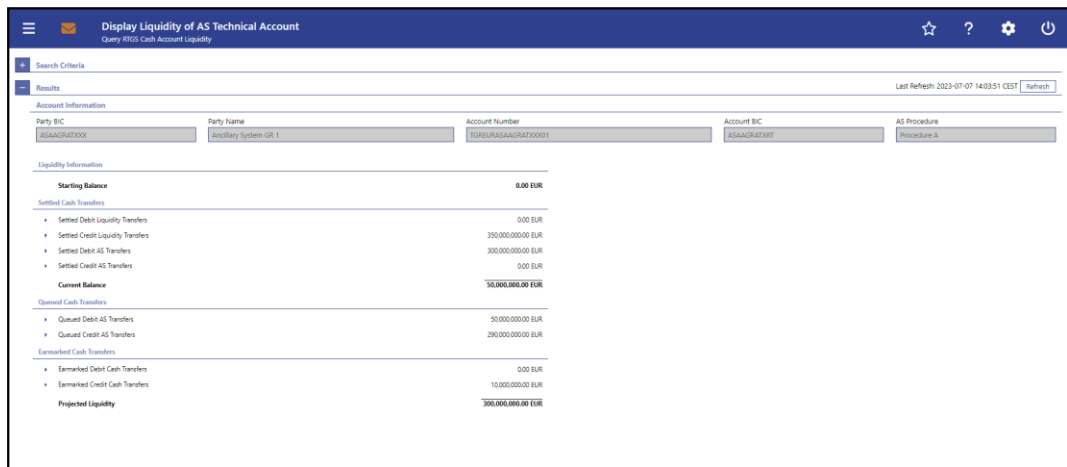 Display Liquidity of AS Technical Account
Query RTGS Cash Account Liquidity
Search Criteria
Results Last Refresh: 2023-07-07 14:03:51 CEST Refresh
Account Information
Party BIC Party Name Account Number Account BIC AS Procedure
ASAAGRATXXX Ancillary System GR 1 TGREURASAAGRATXXX01 ASAAGRATXRT Procedure A
Liquidity Information
Starting Balance 0.00 EUR
Settled Cash Transfers
Settled Debit Liquidity Transfers 0.00 EUR
Settled Credit Liquidity Transfers 350,000,000.00 EUR
Settled Debit AS Transfers 300,000,000.00 EUR
Settled Credit AS Transfers 0.00 EUR
Current Balance 50,000,000.00 EUR
Queued Cash Transfers
Queued Debit AS Transfers 50,000,000.00 EUR
Queued Credit AS Transfers 290,000,000.00 EUR
Earmarked Cash Transfers
Earmarked Debit Cash Transfers 0.00 EUR
Earmarked Credit Cash Transfers 10,000,000.00 EUR
Projected Liquidity 300,000,000.00 EUR